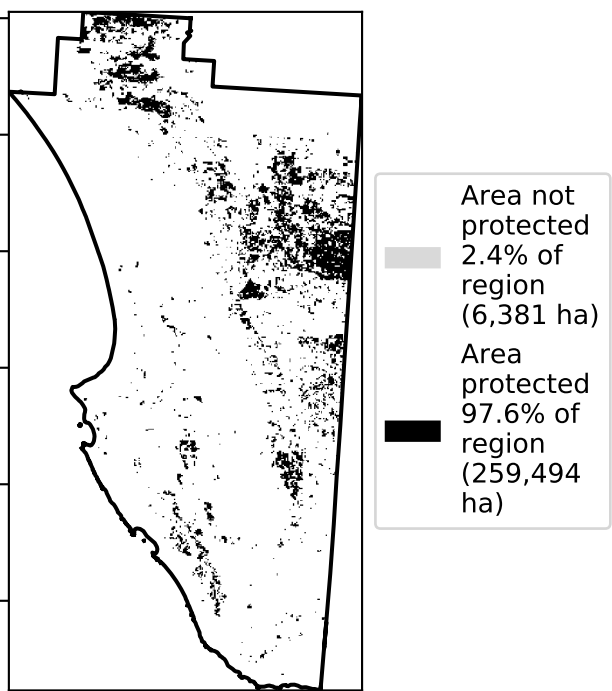 Area not
protected
2.4% of
region
(6,381 ha)
Area
protected
97.6% of
region
(259,494
ha)